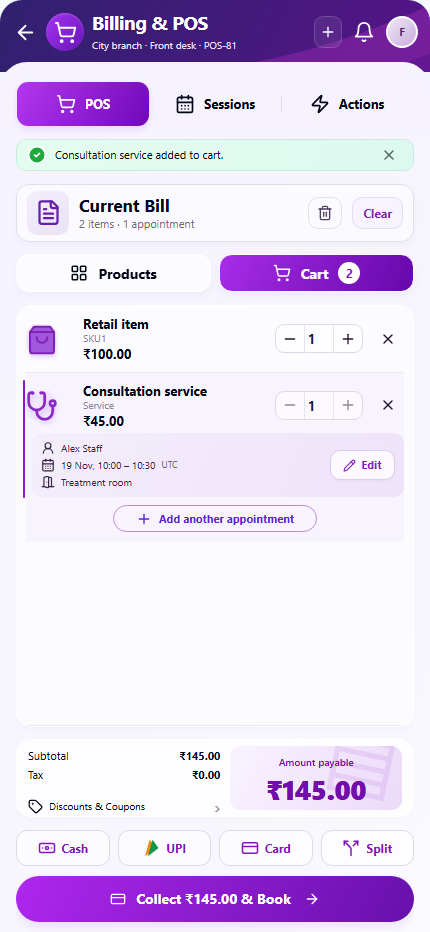 Billing & POS
City branch · Front desk · POS-81
F
POS
Sessions
Actions
Consultation service added to cart.
Current Bill
2 items · 1 appointment
Clear
Products
Cart 2
Retail item
SKU1
₹100.00
1
Consultation service
Service
₹45.00
1
Alex Staff
19 Nov, 10:00 – 10:30 UTC
Treatment room
Edit
Add another appointment
Subtotal ₹145.00
Tax ₹0.00
Discounts & Coupons
Amount payable
₹145.00
Cash
UPI
Card
Split
Collect ₹145.00 & Book